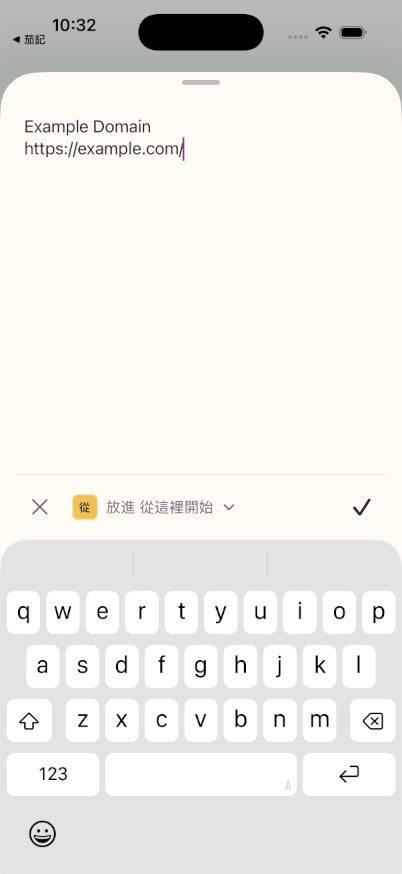 10:32
◀ 茄記
Example Domain
https://example.com/
從 放進 從這裡開始
q w e r t y u i o p
a s d f g h j k l
z x c v b n m
123
A